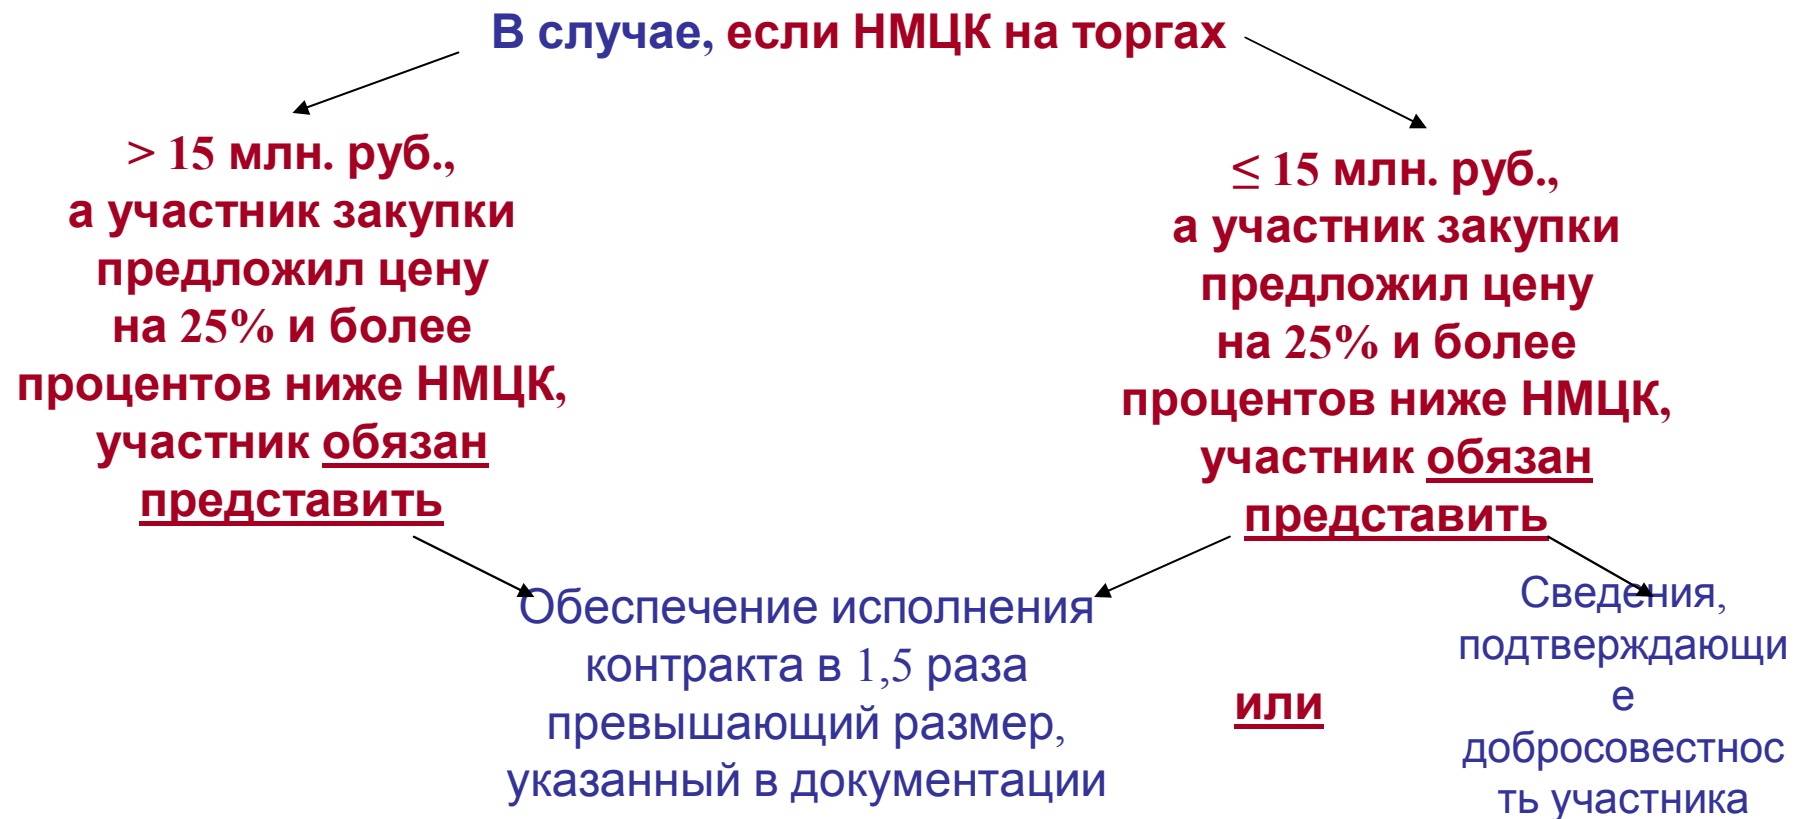 В случае, если НМЦК на торгах
> 15 млн. руб.,
а участник закупки
предложил цену
на 25% и более
процентов ниже НМЦК,
участник обязан
представить
≤ 15 млн. руб.,
а участник закупки
предложил цену
на 25% и более
процентов ниже НМЦК,
участник обязан
представить
Обеспечение исполнения
контракта в 1,5 раза
превышающий размер,
указанный в документации
или
Сведения,
подтверждающи
е
добросовестнос
ть участника